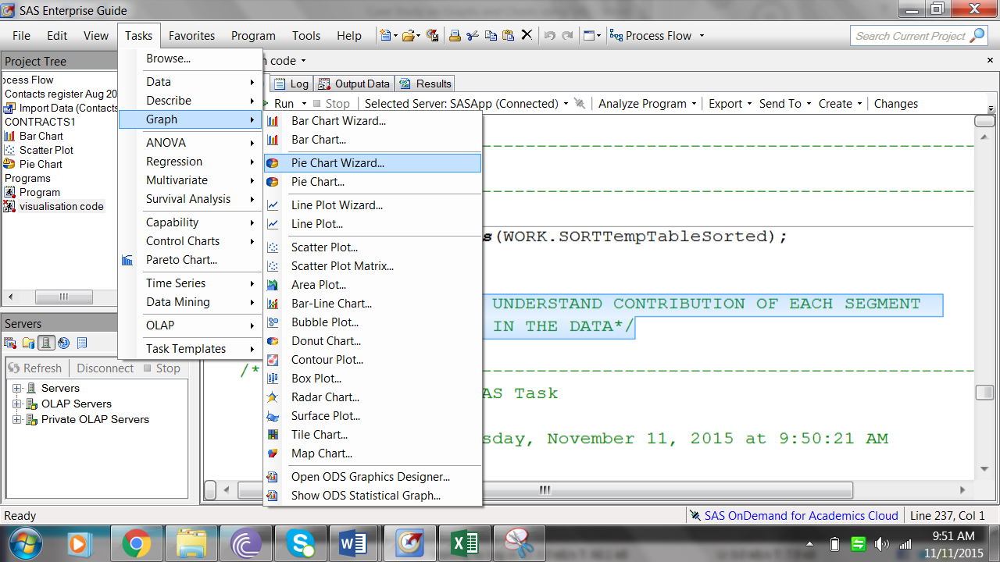 SAS Enterprise Guide
File Edit View Tasks Favorites Program Tools Help Process Flow Search Current Project
Project Tree
ocess Flow
Contacts register Aug 20
Import Data (Contacts
CONTRACTS1
Bar Chart
Scatter Plot
Pie Chart
Programs
Program
visualisation code
Servers
Refresh Disconnect Stop
Servers
OLAP Servers
Private OLAP Servers
Browse...
Data
Describe
Graph
ANOVA
Regression
Multivariate
Survival Analysis
Capability
Control Charts
Pareto Chart...
Time Series
Data Mining
OLAP
Task Templates
Bar Chart Wizard...
Bar Chart...
Pie Chart Wizard...
Pie Chart...
Line Plot Wizard...
Line Plot...
Scatter Plot...
Scatter Plot Matrix...
Area Plot...
Bar-Line Chart...
Bubble Plot...
Donut Chart...
Contour Plot...
Box Plot...
Radar Chart...
Surface Plot...
Tile Chart...
Map Chart...
Open ODS Graphics Designer...
Show ODS Statistical Graph...
n code
Log Output Data Results
Run Stop Selected Server: SASApp (Connected) Analyze Program Export Send To Create Changes
s(WORK.SORTTempTableSorted);
UNDERSTAND CONTRIBUTION OF EACH SEGMENT
IN THE DATA*/
/*
AS Task
sday, November 11, 2015 at 9:50:21 AM
Ready SAS OnDemand for Academics Cloud Line 237, Col 1
9:51 AM
11/11/2015